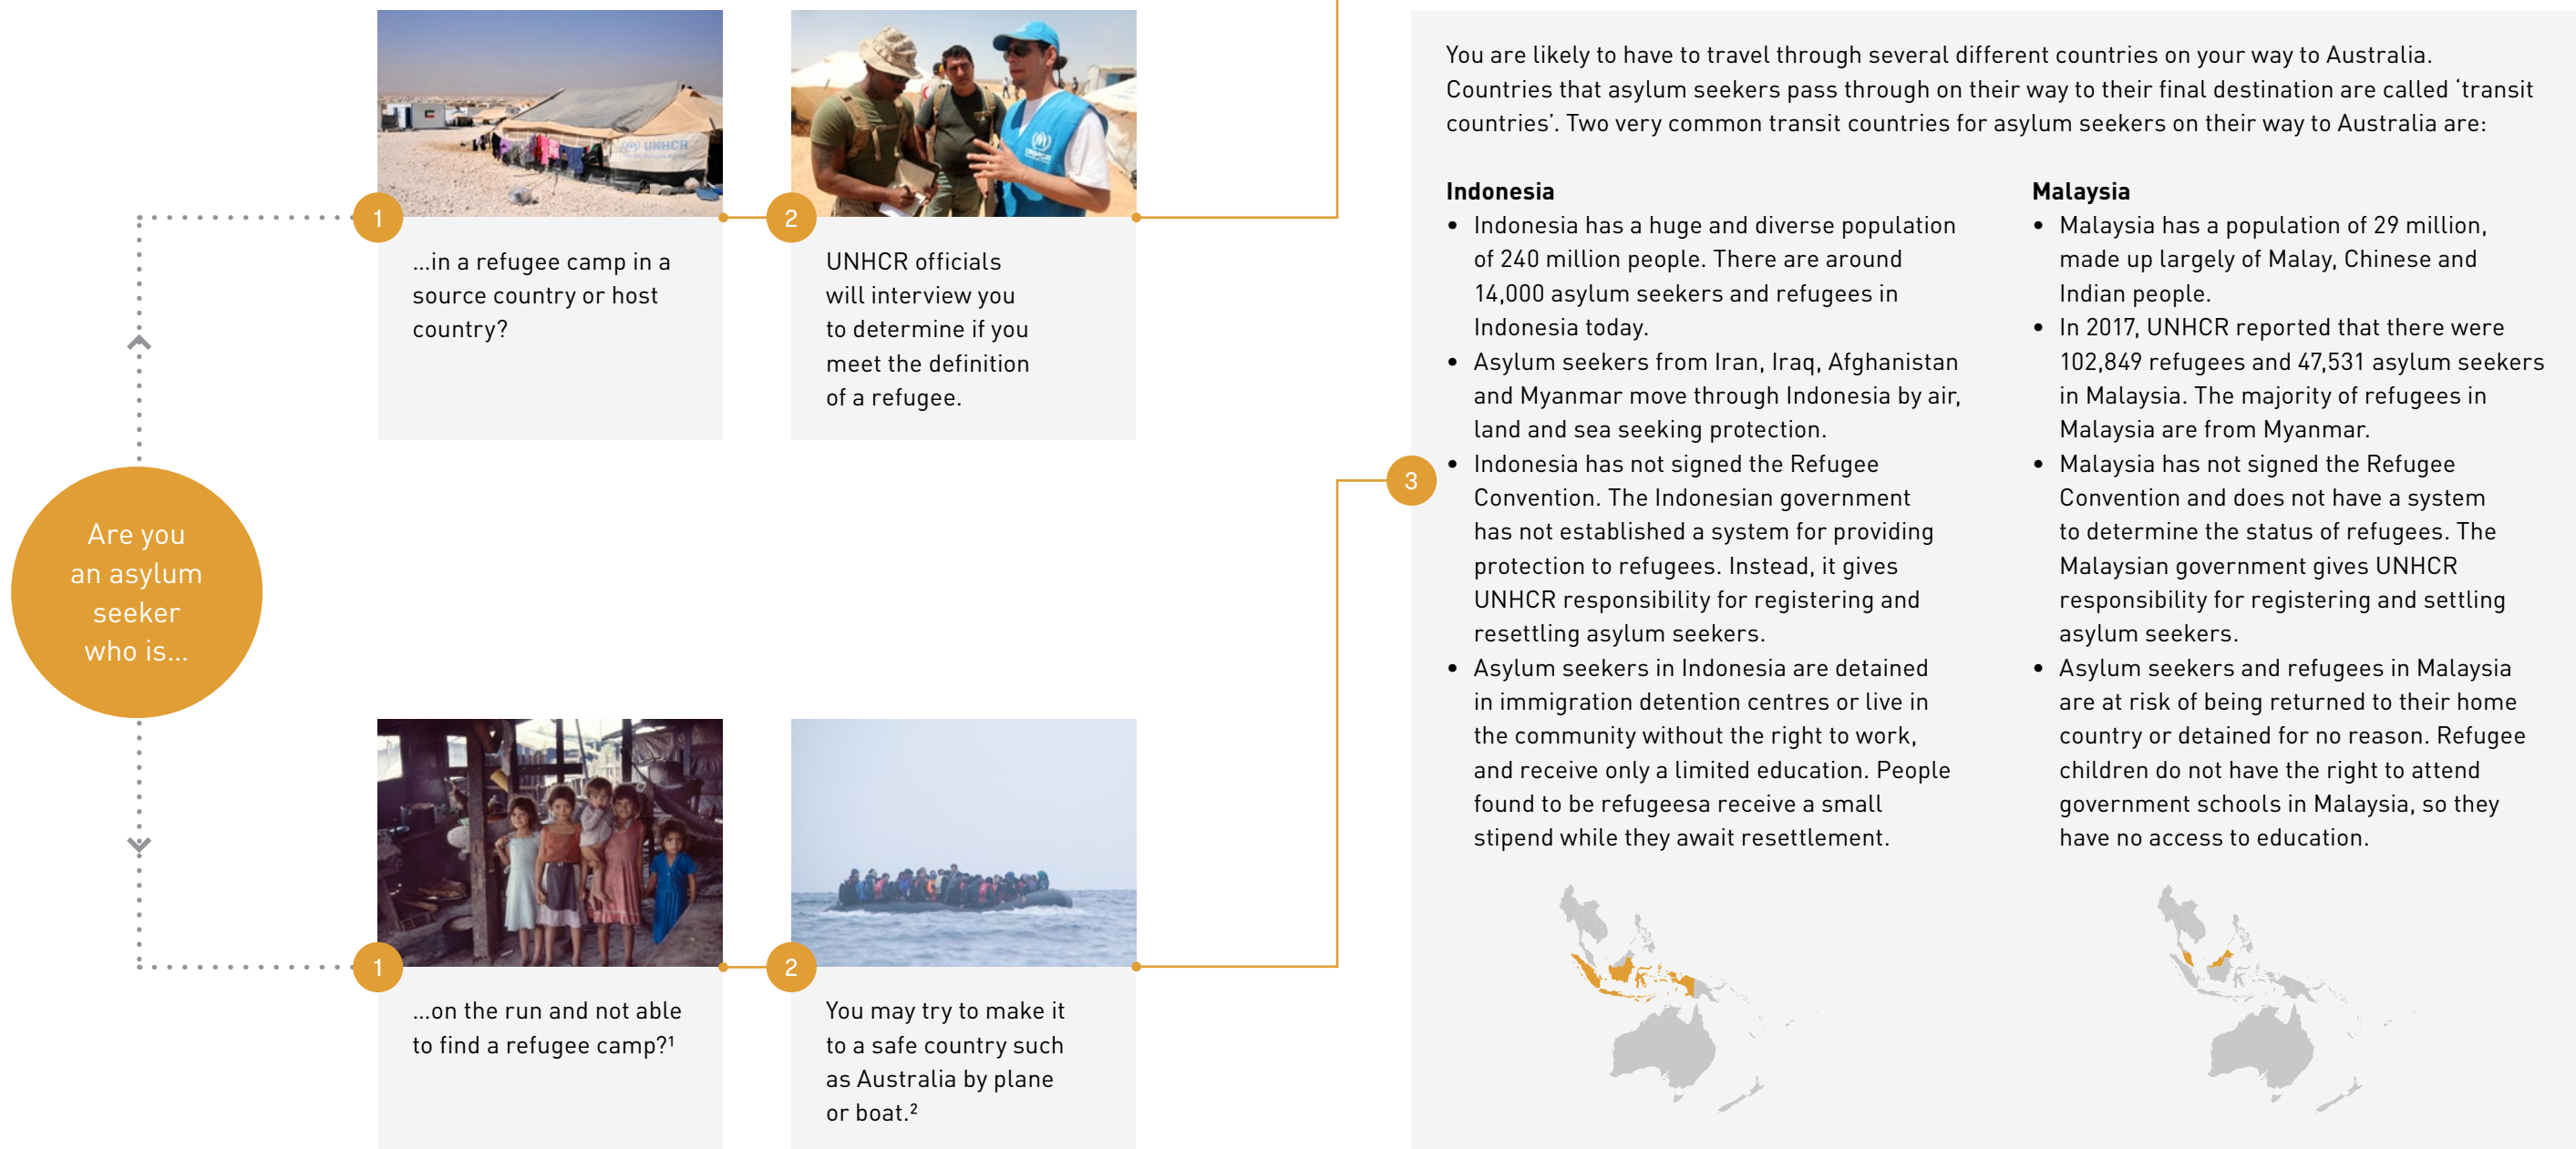 Are you
an asylum
seeker
who is...
1
...in a refugee camp in a
source country or host
country?
UNHCR
2
UNHCR officials
will interview you
to determine if you
meet the definition
of a refugee.
UNHCR
1
...on the run and not able
to find a refugee camp?¹
2
You may try to make it
to a safe country such
as Australia by plane
or boat.²
3
You are likely to have to travel through several different countries on your way to Australia.
Countries that asylum seekers pass through on their way to their final destination are called ‘transit
countries’. Two very common transit countries for asylum seekers on their way to Australia are:
Indonesia
• Indonesia has a huge and diverse population
of 240 million people. There are around
14,000 asylum seekers and refugees in
Indonesia today.
• Asylum seekers from Iran, Iraq, Afghanistan
and Myanmar move through Indonesia by air,
land and sea seeking protection.
• Indonesia has not signed the Refugee
Convention. The Indonesian government
has not established a system for providing
protection to refugees. Instead, it gives
UNHCR responsibility for registering and
resettling asylum seekers.
• Asylum seekers in Indonesia are detained
in immigration detention centres or live in
the community without the right to work,
and receive only a limited education. People
found to be refugeesa receive a small
stipend while they await resettlement.
Malaysia
• Malaysia has a population of 29 million,
made up largely of Malay, Chinese and
Indian people.
• In 2017, UNHCR reported that there were
102,849 refugees and 47,531 asylum seekers
in Malaysia. The majority of refugees in
Malaysia are from Myanmar.
• Malaysia has not signed the Refugee
Convention and does not have a system
to determine the status of refugees. The
Malaysian government gives UNHCR
responsibility for registering and settling
asylum seekers.
• Asylum seekers and refugees in Malaysia
are at risk of being returned to their home
country or detained for no reason. Refugee
children do not have the right to attend
government schools in Malaysia, so they
have no access to education.